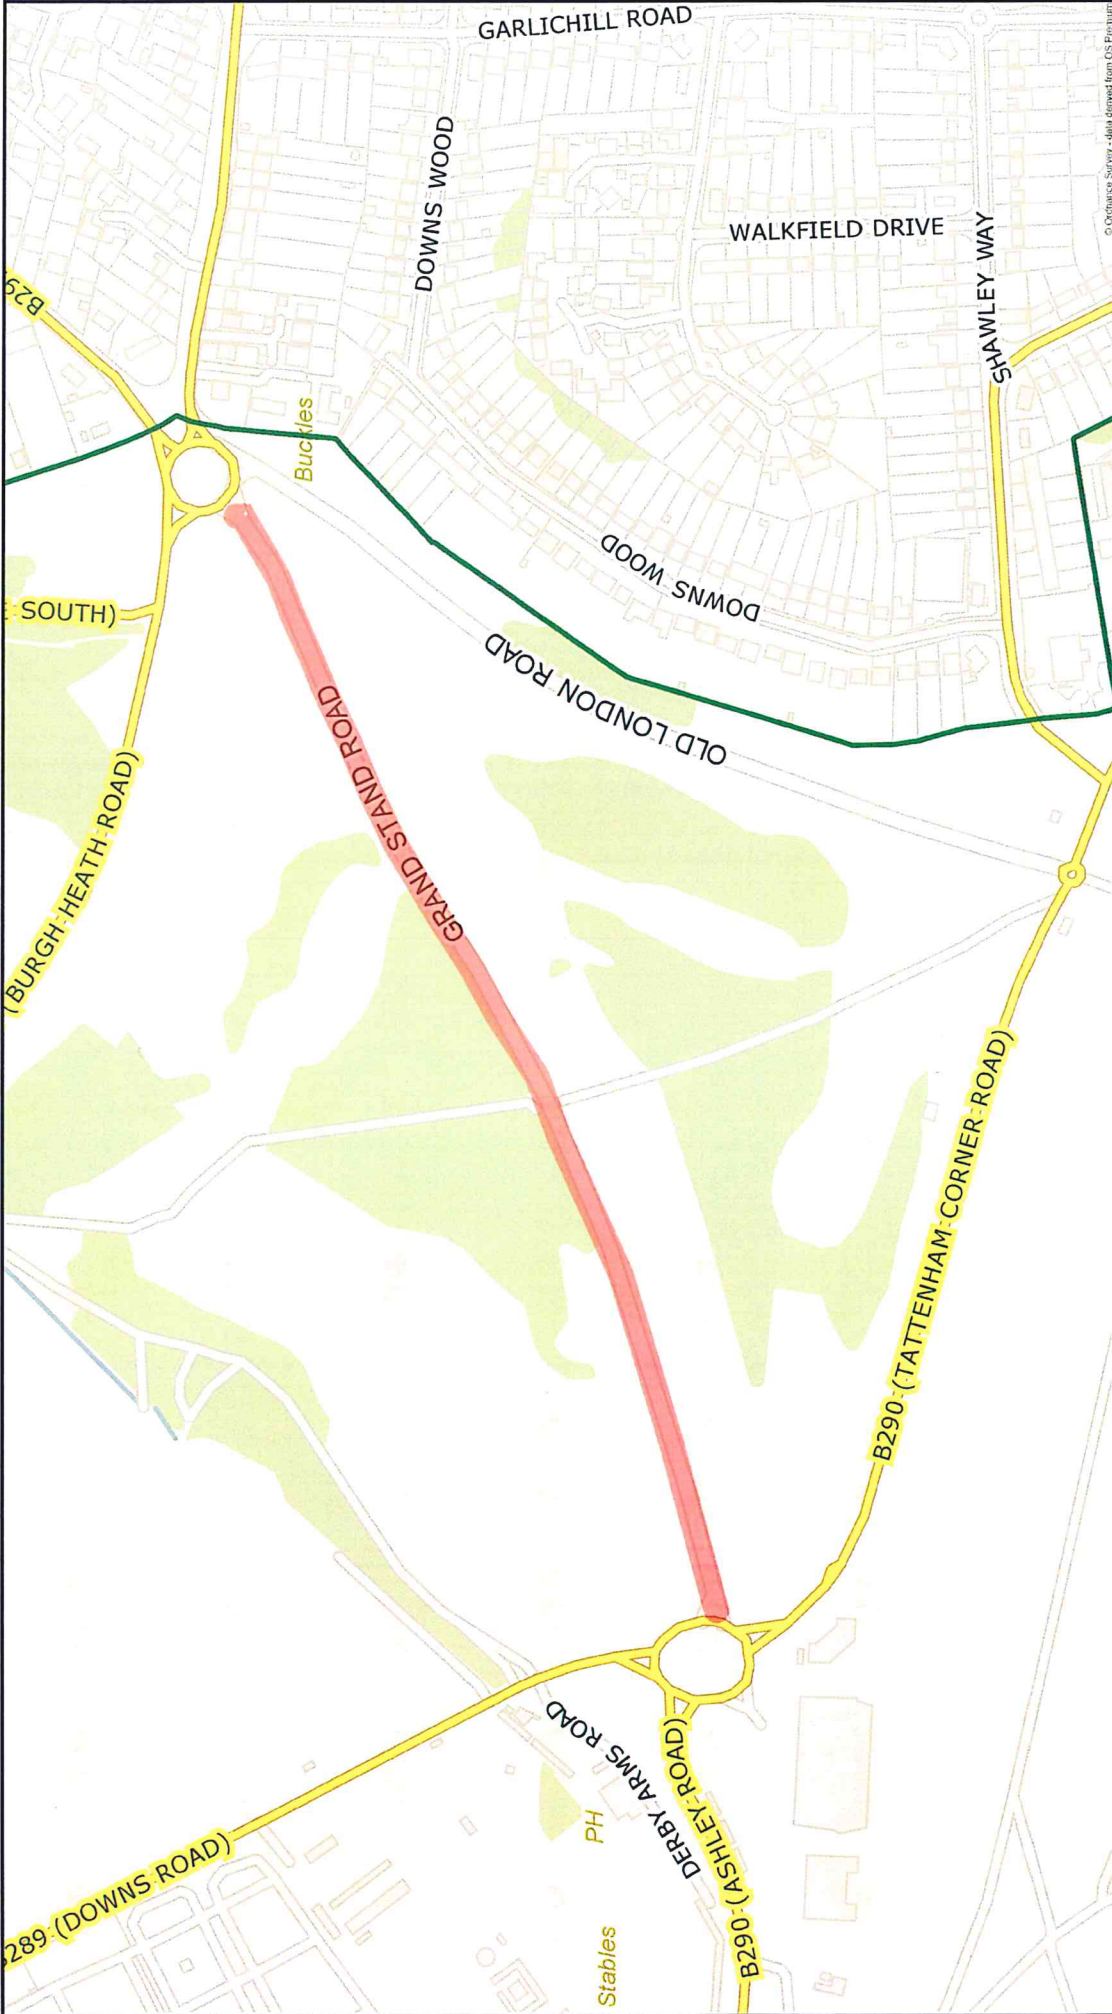 GARLICHILL ROAD
© Ordnance Survey - data derived from OS Premium
DOWNS WOOD
WALKFIELD DRIVE
SHAWLEY WAY
B29
Buckles
DOWNS WOOD
SOUTH)
OLD LONDON ROAD
GRAND STAND ROAD
(BURGH HEATH ROAD)
B290 (TATTENHAM CORNER ROAD)
DERBY ARMS ROAD
B290 (ASHLEY ROAD)
PH
289 (DOWNS ROAD)
Stables